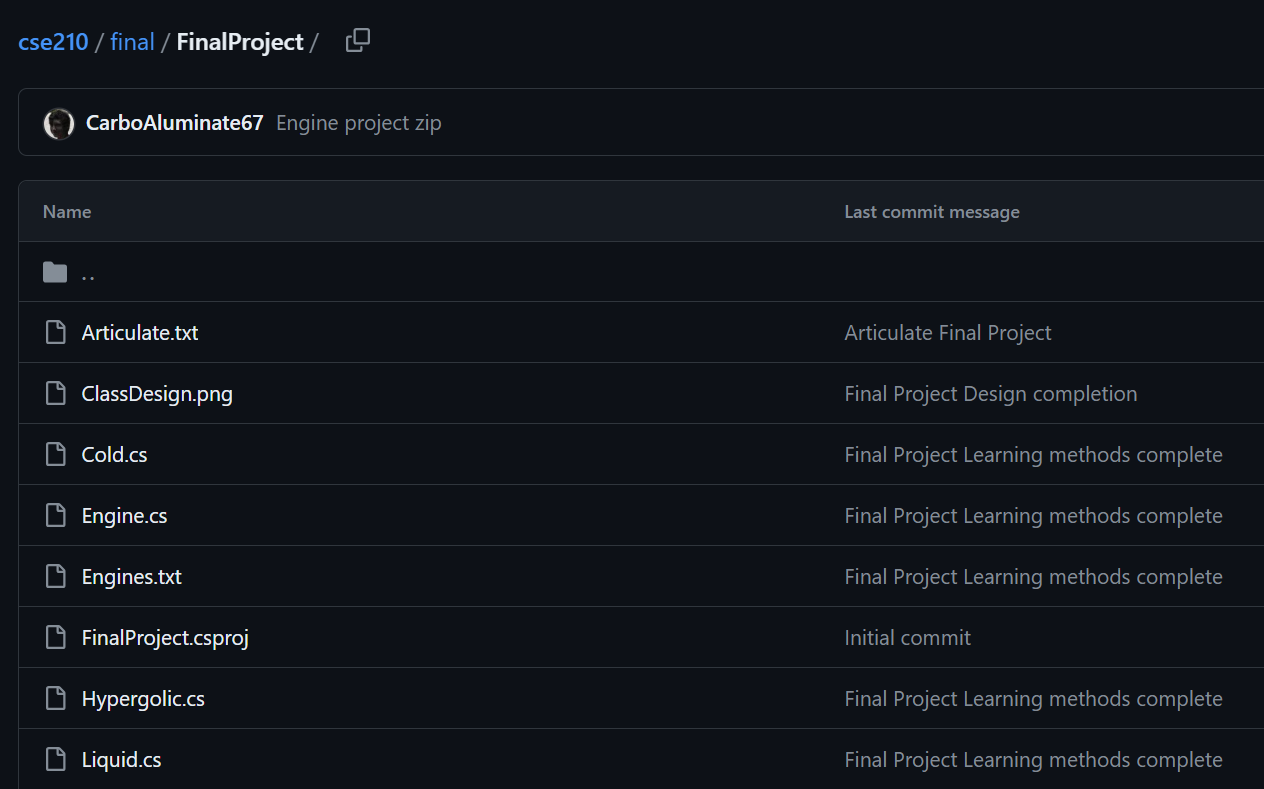 cse210 / final / FinalProject /
CarboAluminate67 Engine project zip
Name Last commit message
..
Articulate.txt Articulate Final Project
ClassDesign.png Final Project Design completion
Cold.cs Final Project Learning methods complete
Engine.cs Final Project Learning methods complete
Engines.txt Final Project Learning methods complete
FinalProject.csproj Initial commit
Hypergolic.cs Final Project Learning methods complete
Liquid.cs Final Project Learning methods complete